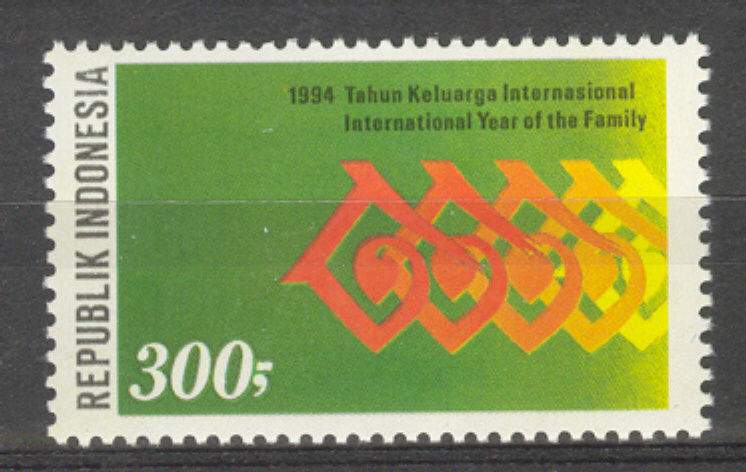 REPUBLIK INDONESIA
1994 Tahun Keluarga Internasional
International Year of the Family
300,-